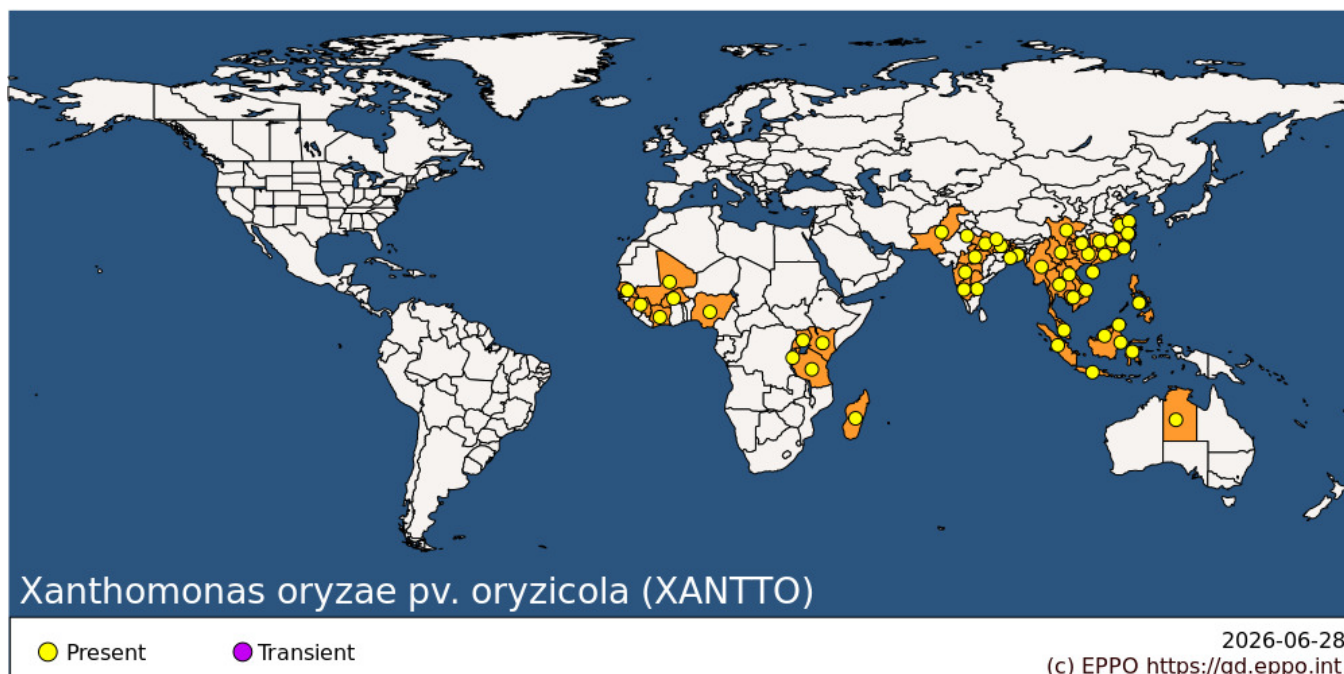 Xanthomonas oryzae pv. oryzicola (XANTTO)
Present
Transient
2026-06-28
(c) EPPO https://gd.eppo.int